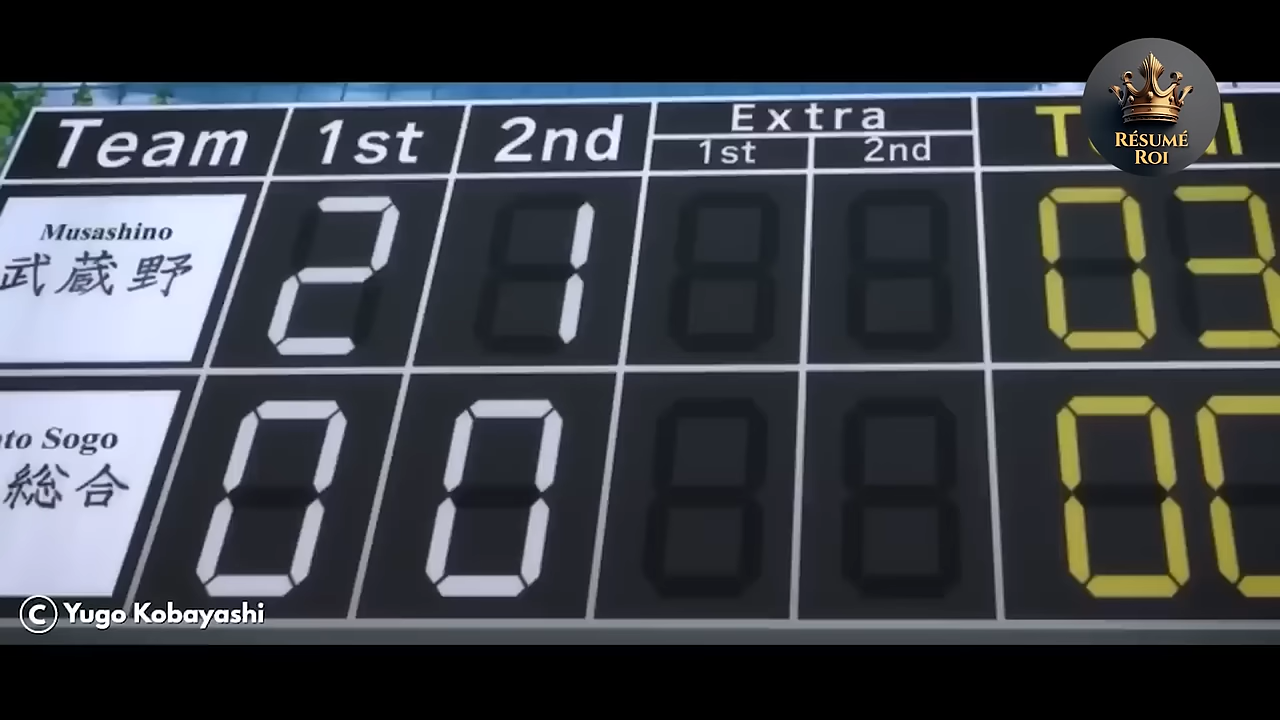 Team 1st 2nd Extra 1st 2nd
RÉSUMÉ
ROI
Musashino
武蔵野
2 1 03
to Sogo
総合
0 0 00
© Yugo Kobayashi